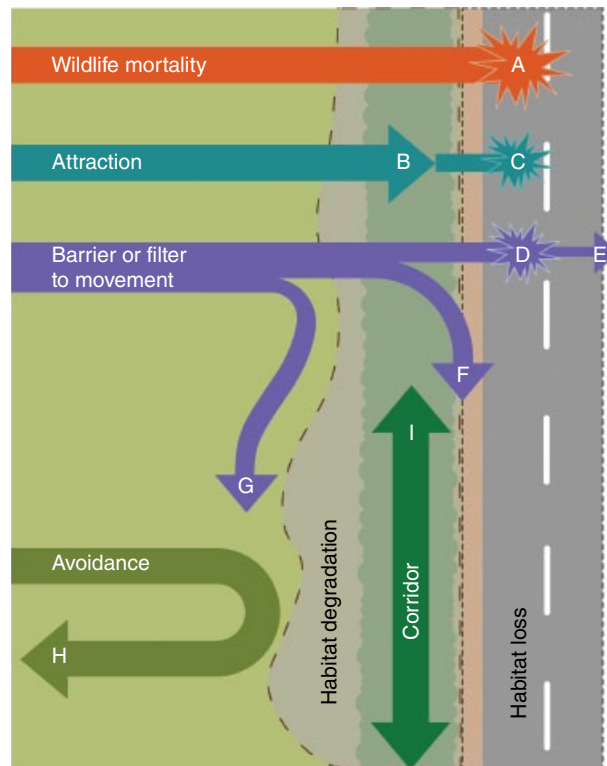 Wildlife mortality
A
Attraction
B
C
Barrier or filter
to movement
D
E
F
G
I
Avoidance
H
Habitat degradation
Corridor
Habitat loss